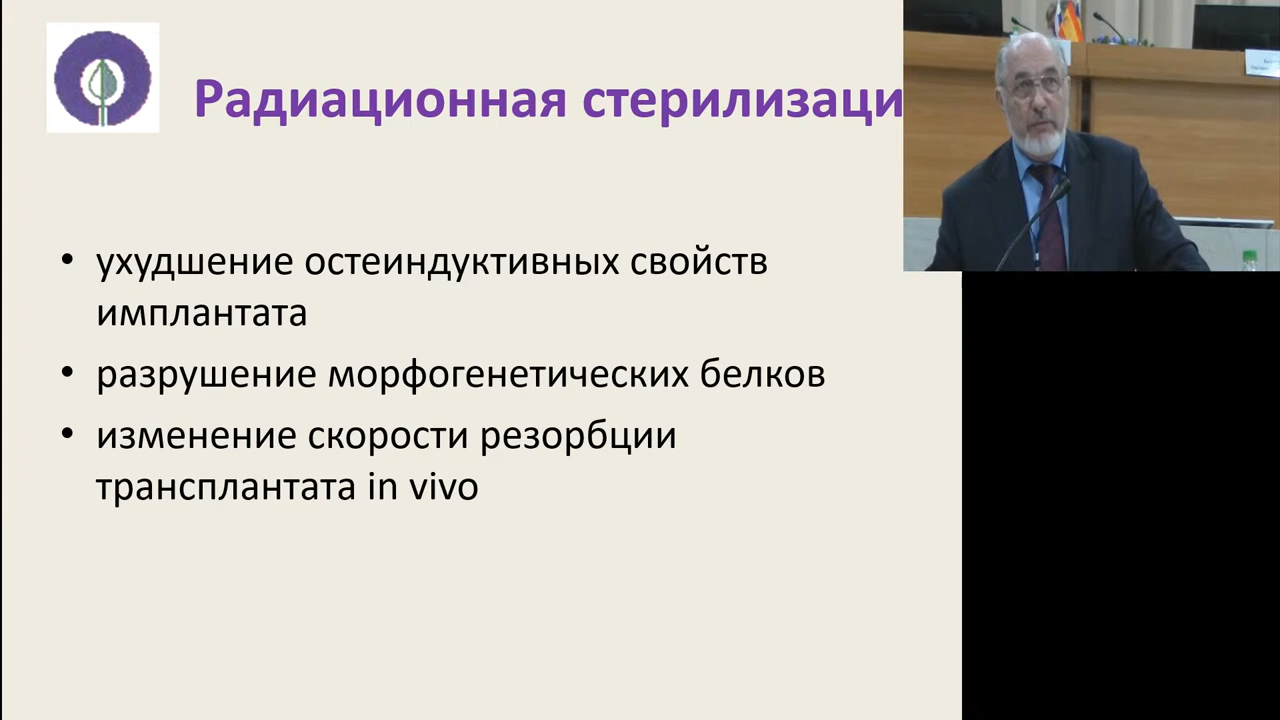 Радиационная стерилизаци
• ухудшение остеиндуктивных свойств
имплантата
• разрушение морфогенетических белков
• изменение скорости резорбции
трансплантата in vivo